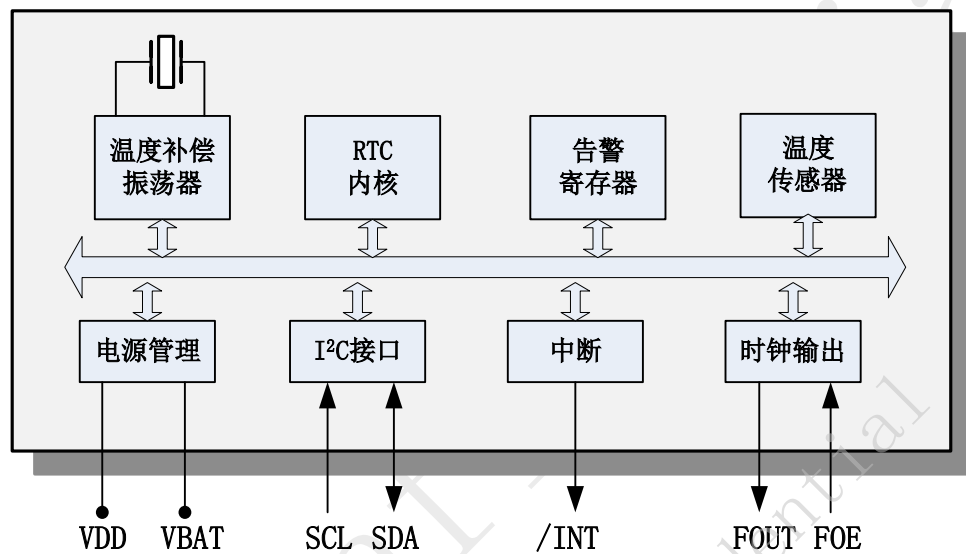 温度补偿
振荡器
RTC
内核
告警
寄存器
温度
传感器
电源管理
I²C接口
中断
时钟输出
VDD
VBAT
SCL
SDA
/INT
FOUT
FOE